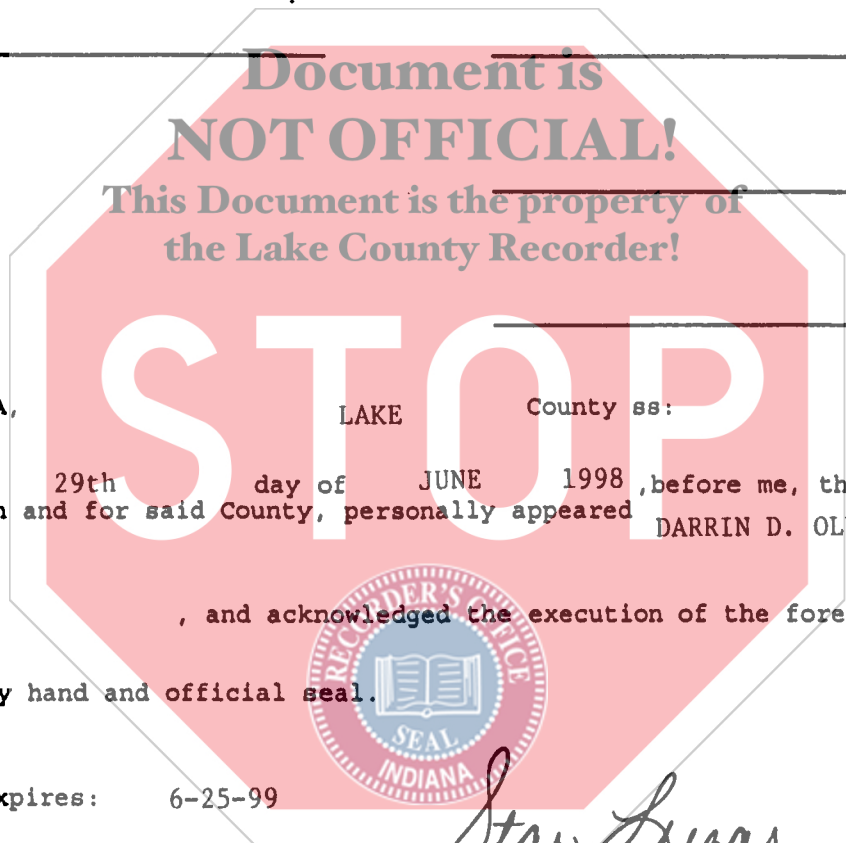 Document is
NOT OFFICIAL!
This Document is the property of
the Lake County Recorder!
STOP
A, LAKE County ss:
29th day of JUNE 1998 ,before me, th
n and for said County, personally appeared DARRIN D. OL
, and acknowledged the execution of the fore
y hand and official seal.
RECORDER'S OFFICE
SEAL
INDIANA
xpires: 6-25-99